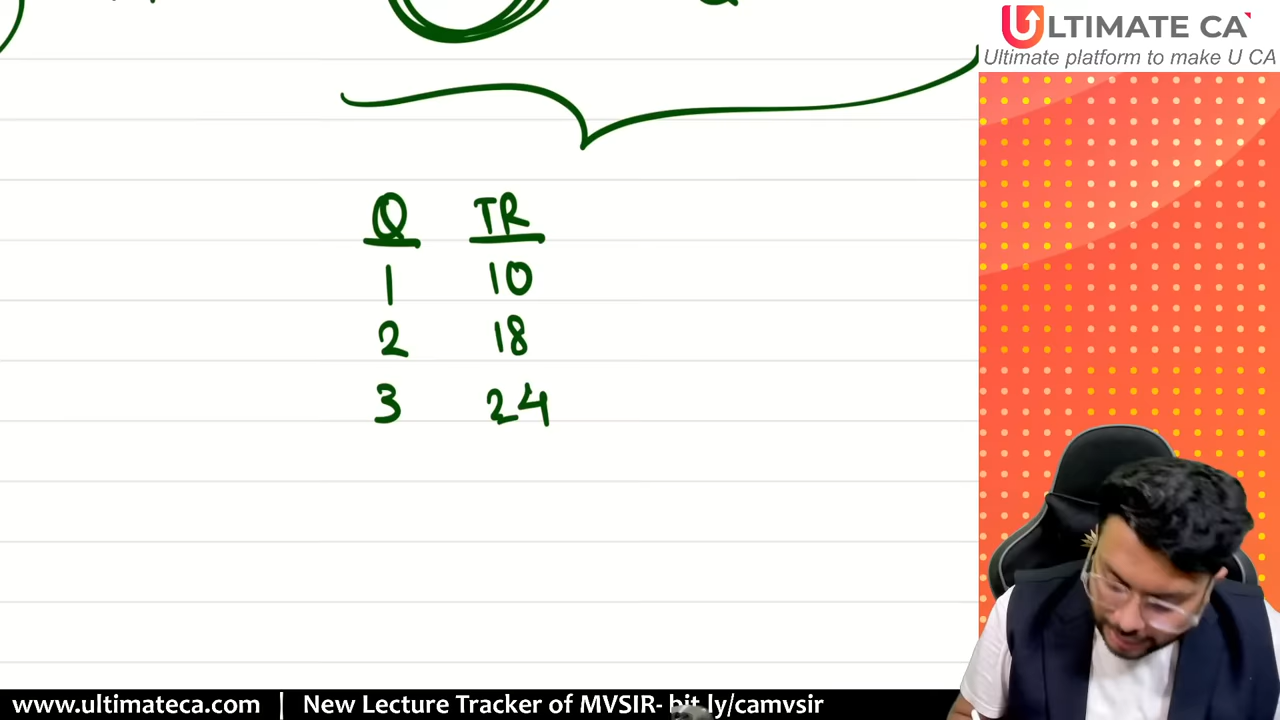 ULTIMATE CA
Ultimate platform to make U CA
Q TR
1 10
2 18
3 24
www.ultimateca.com | New Lecture Tracker of MVSIR- bit.ly/camvsir